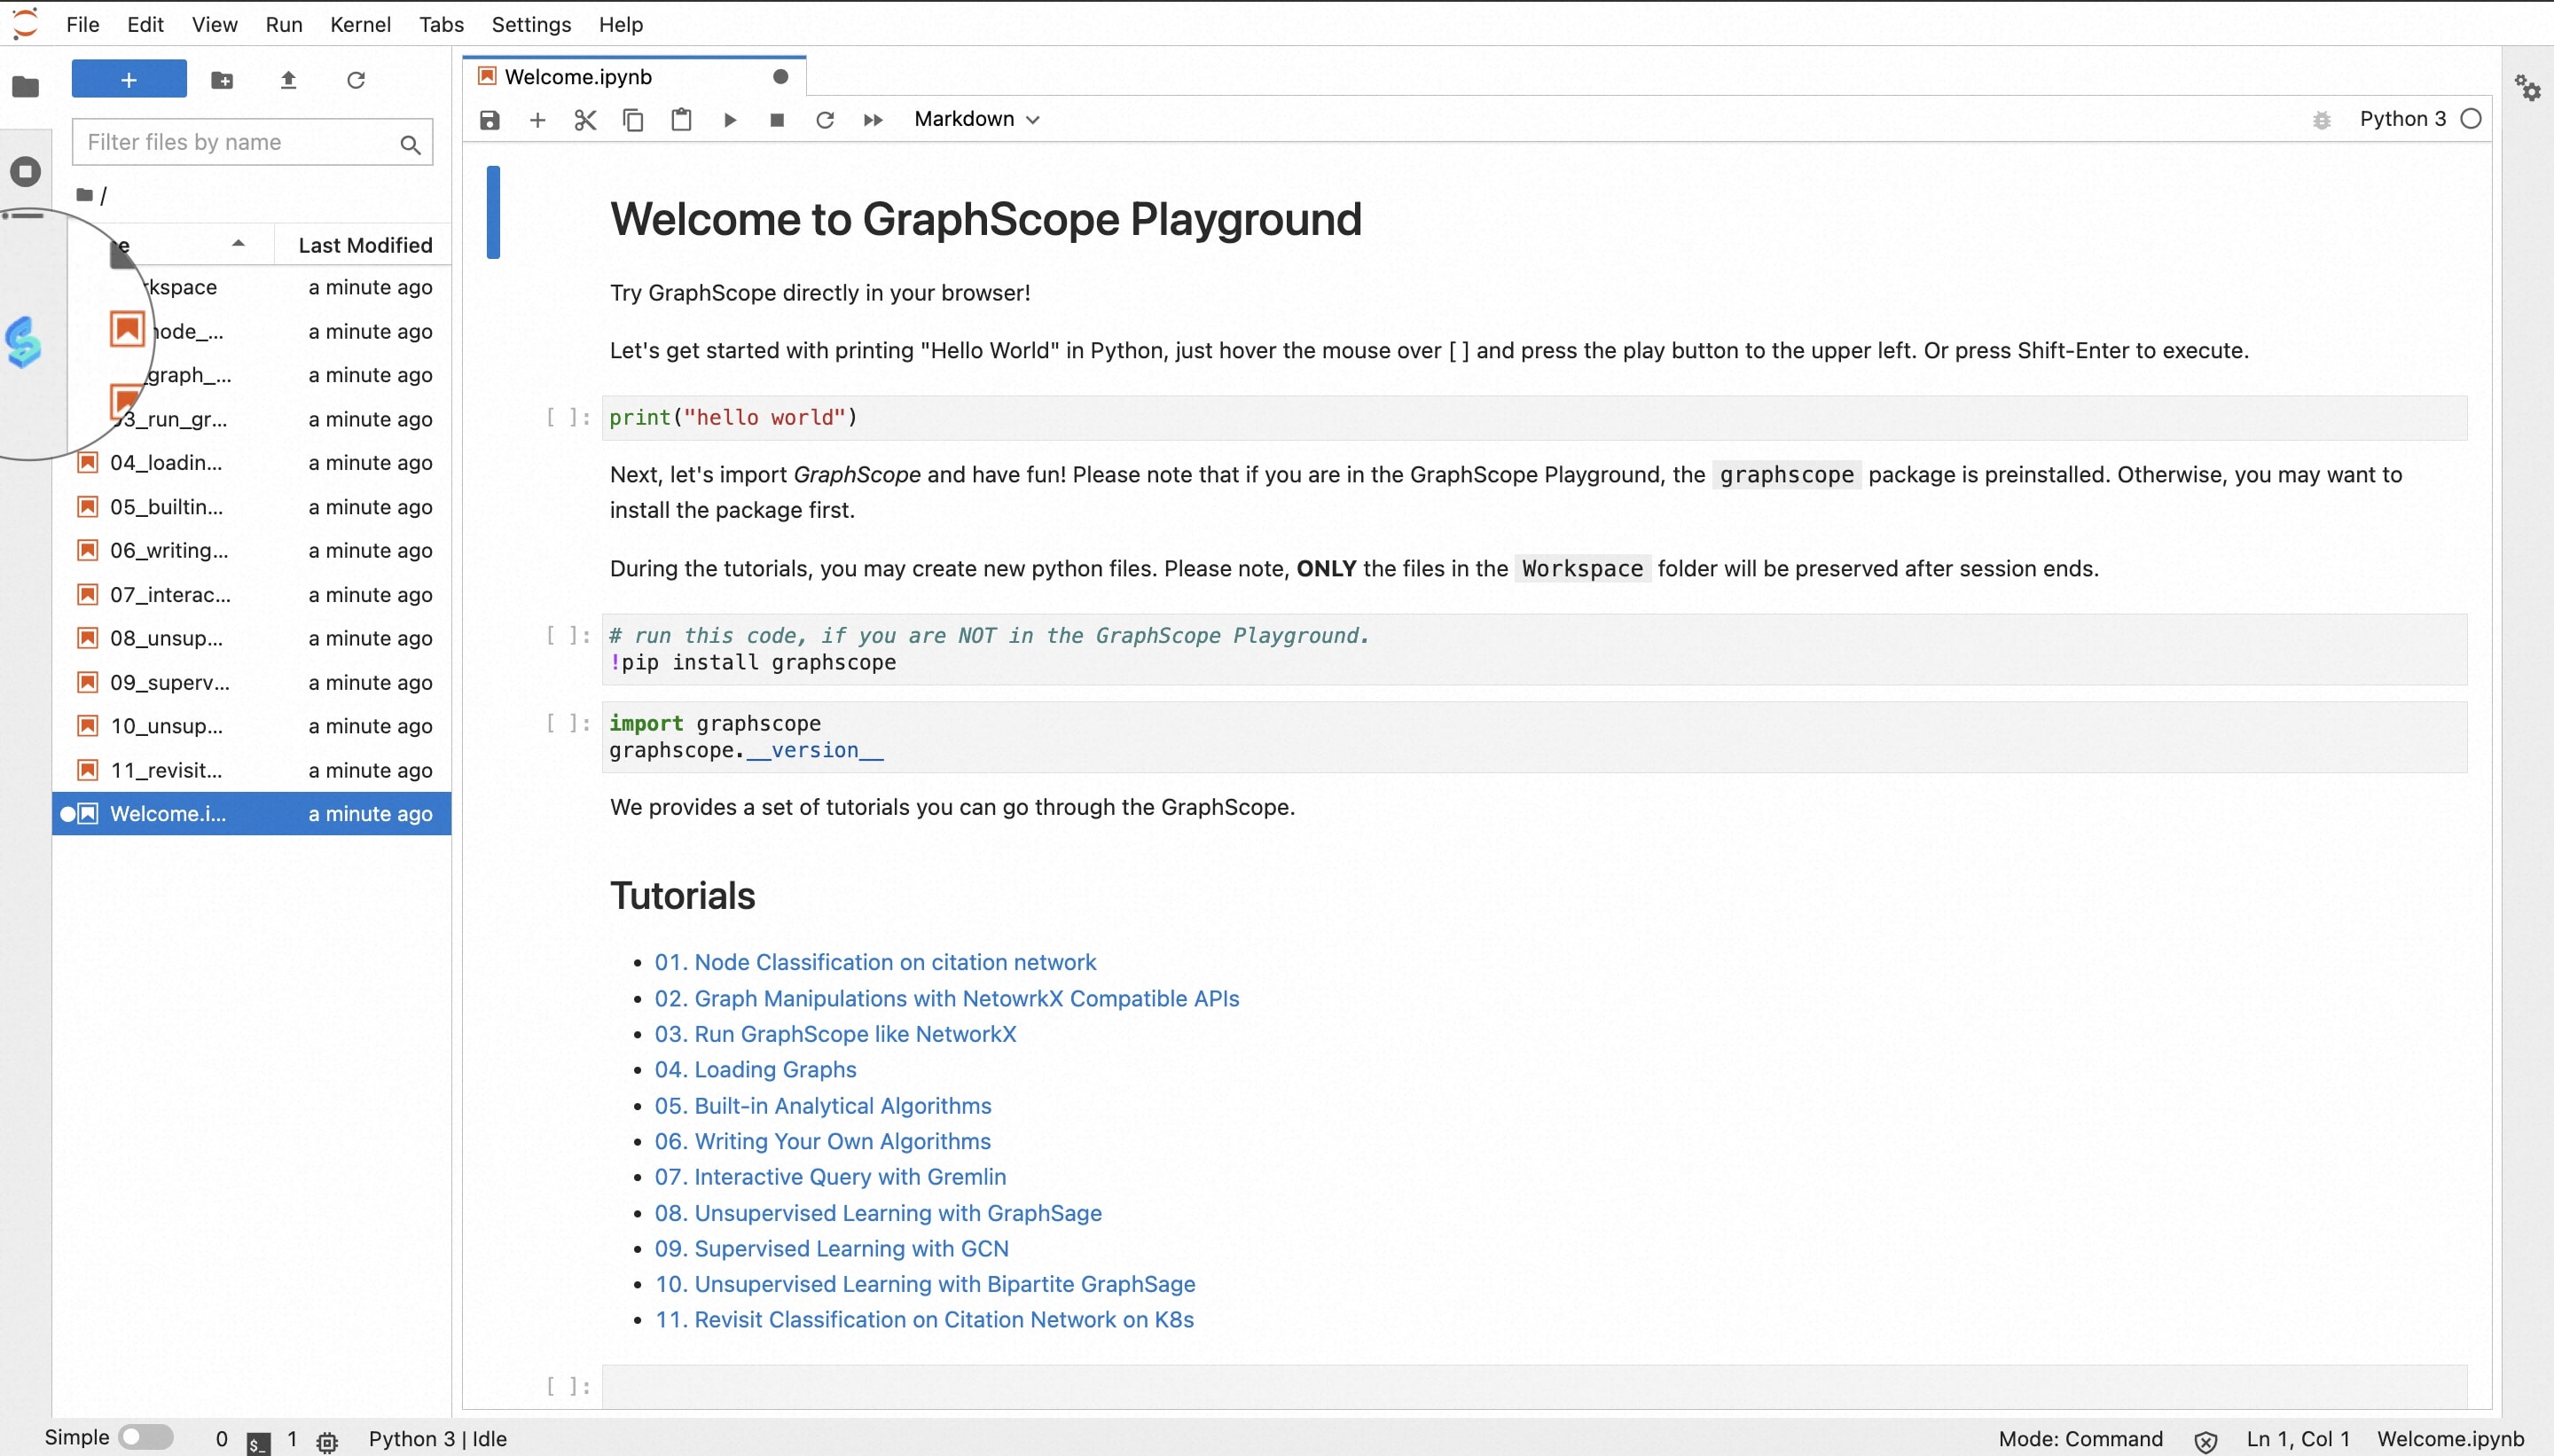 File Edit View Run Kernel Tabs Settings Help
+
Filter files by name
/
Last Modified
a minute ago
a minute ago
a minute ago
a minute ago
04_loadin... a minute ago
05_builtin... a minute ago
06_writing... a minute ago
07_interac... a minute ago
08_unsup... a minute ago
09_superv... a minute ago
10_unsup... a minute ago
11_revisit... a minute ago
Welcome.i... a minute ago
Welcome.ipynb
Markdown
Python 3
Welcome to GraphScope Playground
Try GraphScope directly in your browser!
Let's get started with printing "Hello World" in Python, just hover the mouse over [ ] and press the play button to the upper left. Or press Shift-Enter to execute.
[ ]: print("hello world")
Next, let's import GraphScope and have fun! Please note that if you are in the GraphScope Playground, the graphscope package is preinstalled. Otherwise, you may want to
install the package first.
During the tutorials, you may create new python files. Please note, ONLY the files in the Workspace folder will be preserved after session ends.
[ ]: # run this code, if you are NOT in the GraphScope Playground.
!pip install graphscope
[ ]: import graphscope
graphscope.__version__
We provides a set of tutorials you can go through the GraphScope.
Tutorials
• 01. Node Classification on citation network
• 02. Graph Manipulations with NetowrkX Compatible APIs
• 03. Run GraphScope like NetworkX
• 04. Loading Graphs
• 05. Built-in Analytical Algorithms
• 06. Writing Your Own Algorithms
• 07. Interactive Query with Gremlin
• 08. Unsupervised Learning with GraphSage
• 09. Supervised Learning with GCN
• 10. Unsupervised Learning with Bipartite GraphSage
• 11. Revisit Classification on Citation Network on K8s
[ ]:
Simple 0 $_ 1 Python 3 | Idle
Mode: Command Ln 1, Col 1 Welcome.ipynb